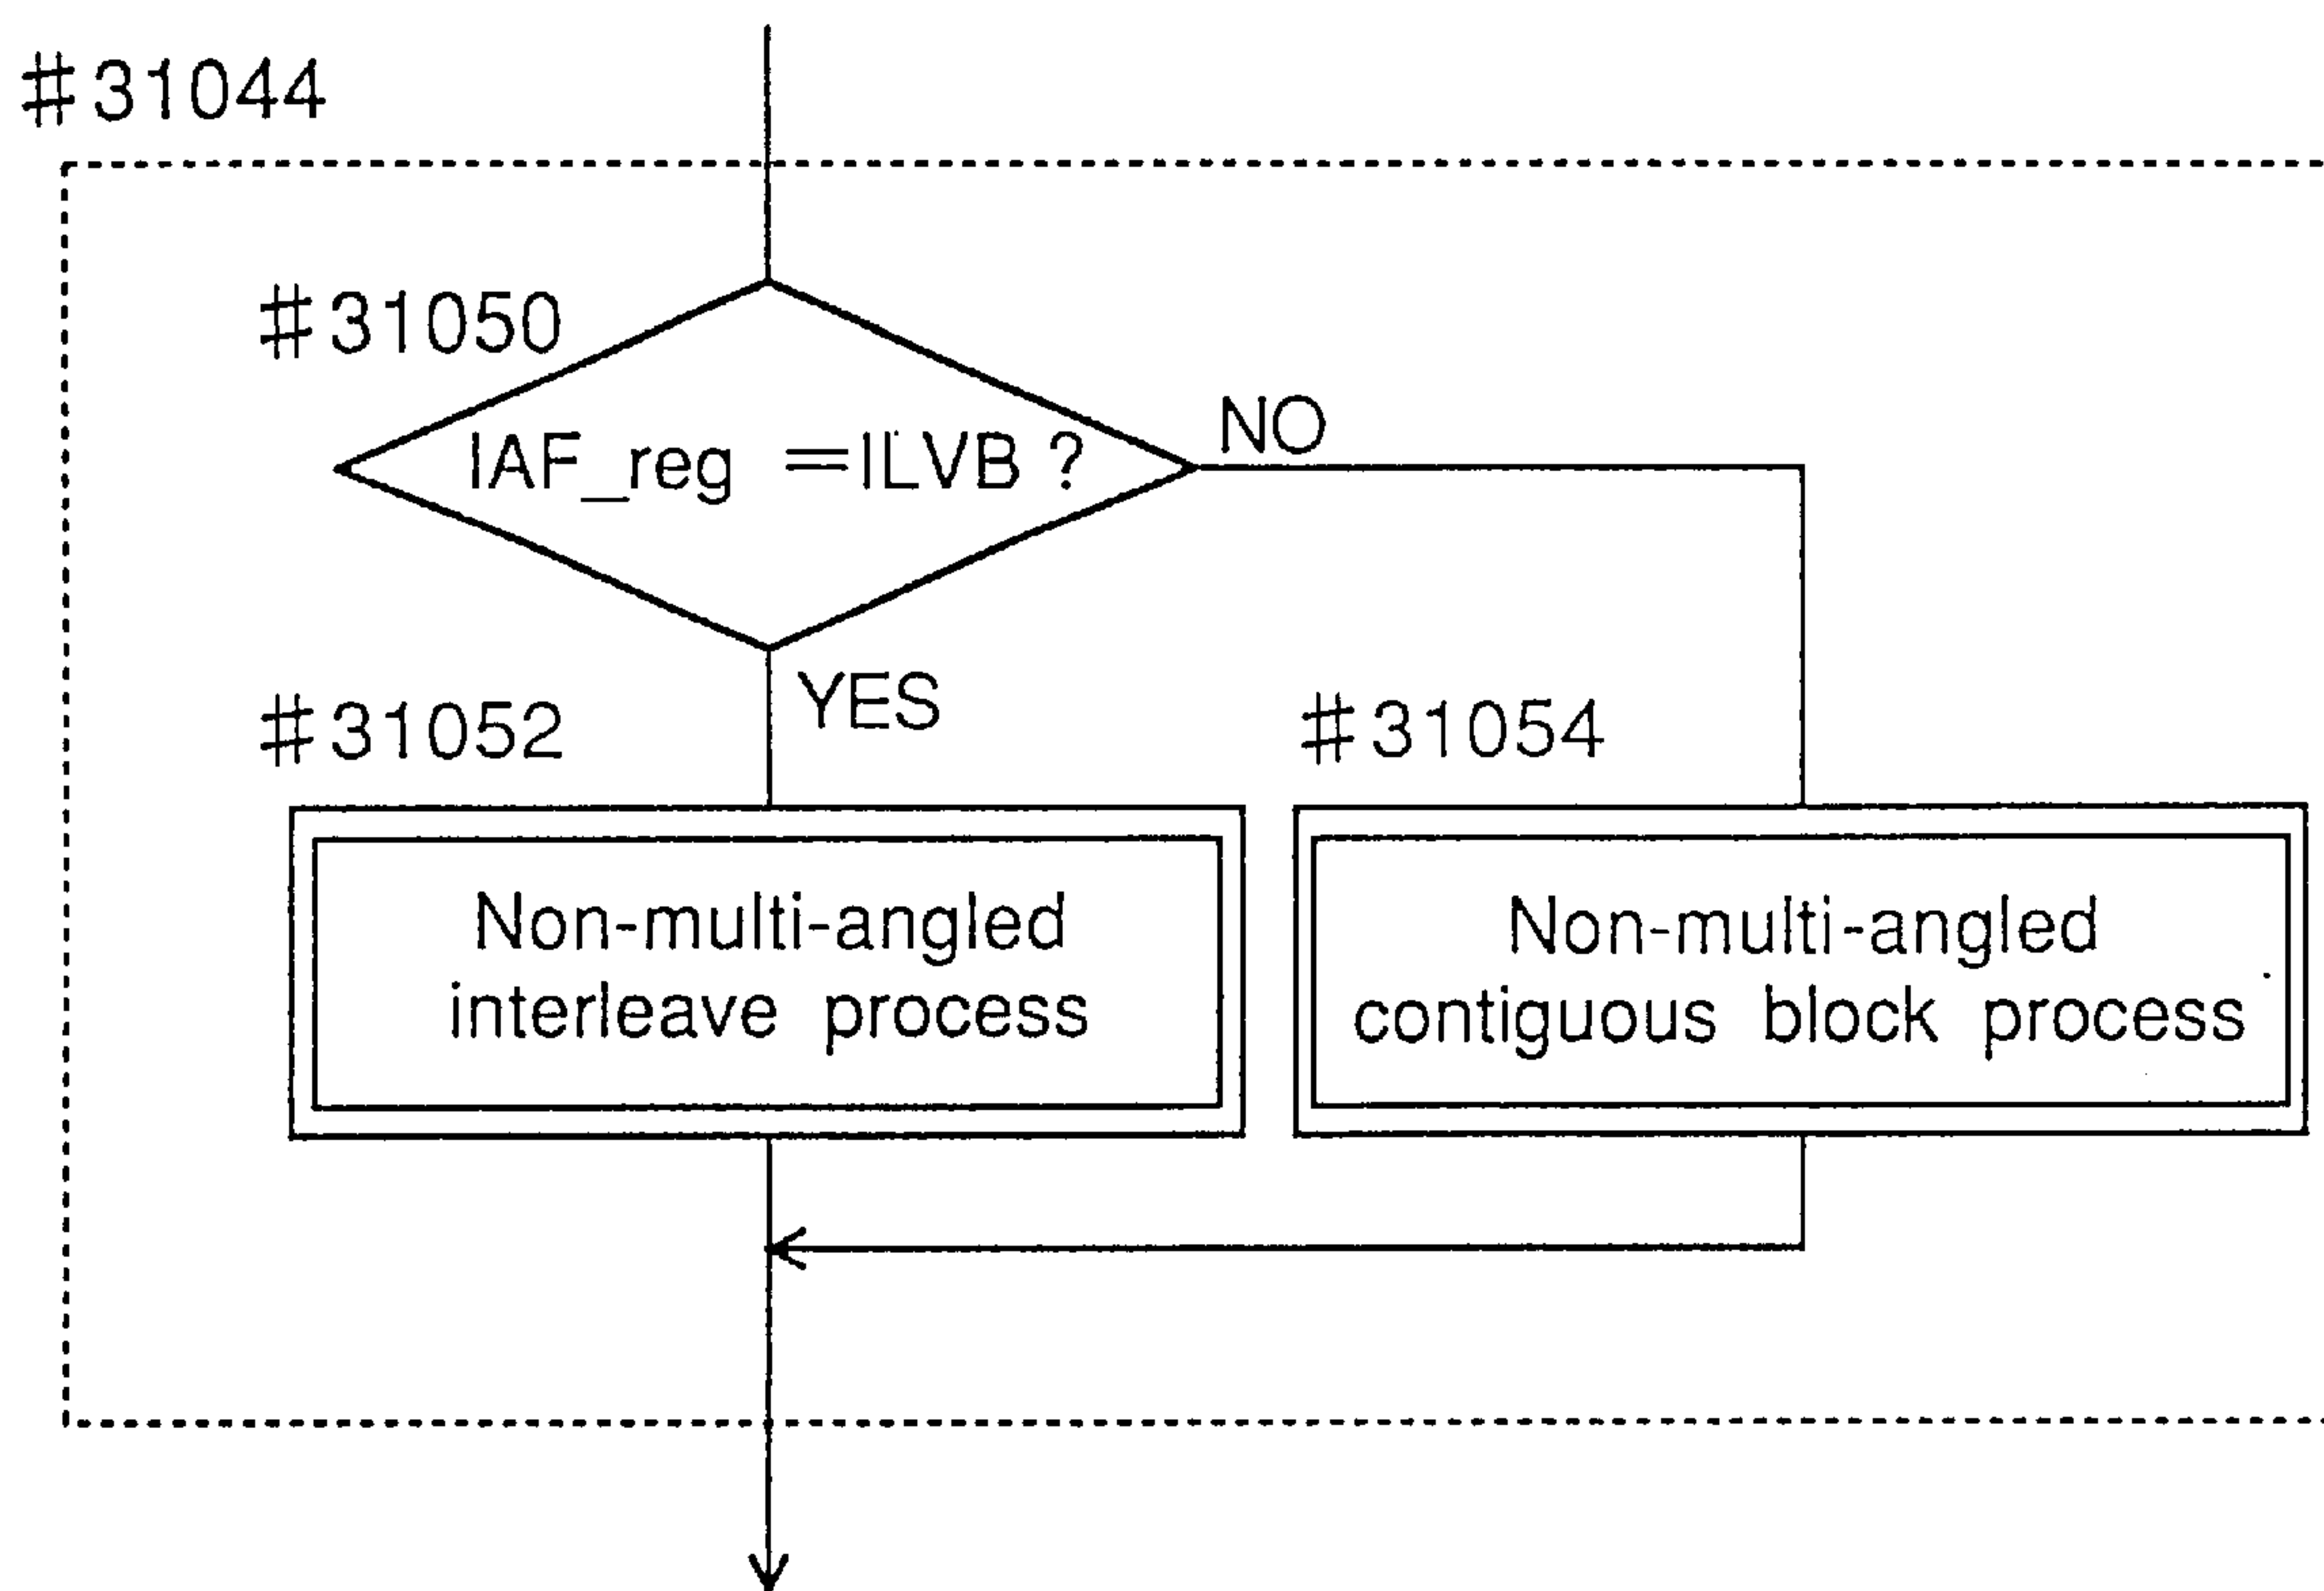 #31044
#31050
IAF_reg =ILVB ?
NO
YES
#31052
#31054
Non-multi-angled
interleave process
Non-multi-angled
contiguous block process